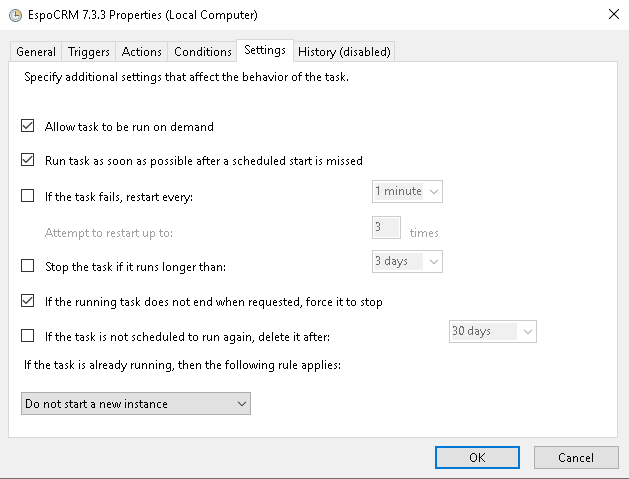 EspoCRM 7.3.3 Properties (Local Computer)
General Triggers Actions Conditions Settings History (disabled)
Specify additional settings that affect the behavior of the task.
Allow task to be run on demand
Run task as soon as possible after a scheduled start is missed
If the task fails, restart every: 1 minute
Attempt to restart up to: 3 times
Stop the task if it runs longer than: 3 days
If the running task does not end when requested, force it to stop
If the task is not scheduled to run again, delete it after: 30 days
If the task is already running, then the following rule applies:
Do not start a new instance
OK Cancel